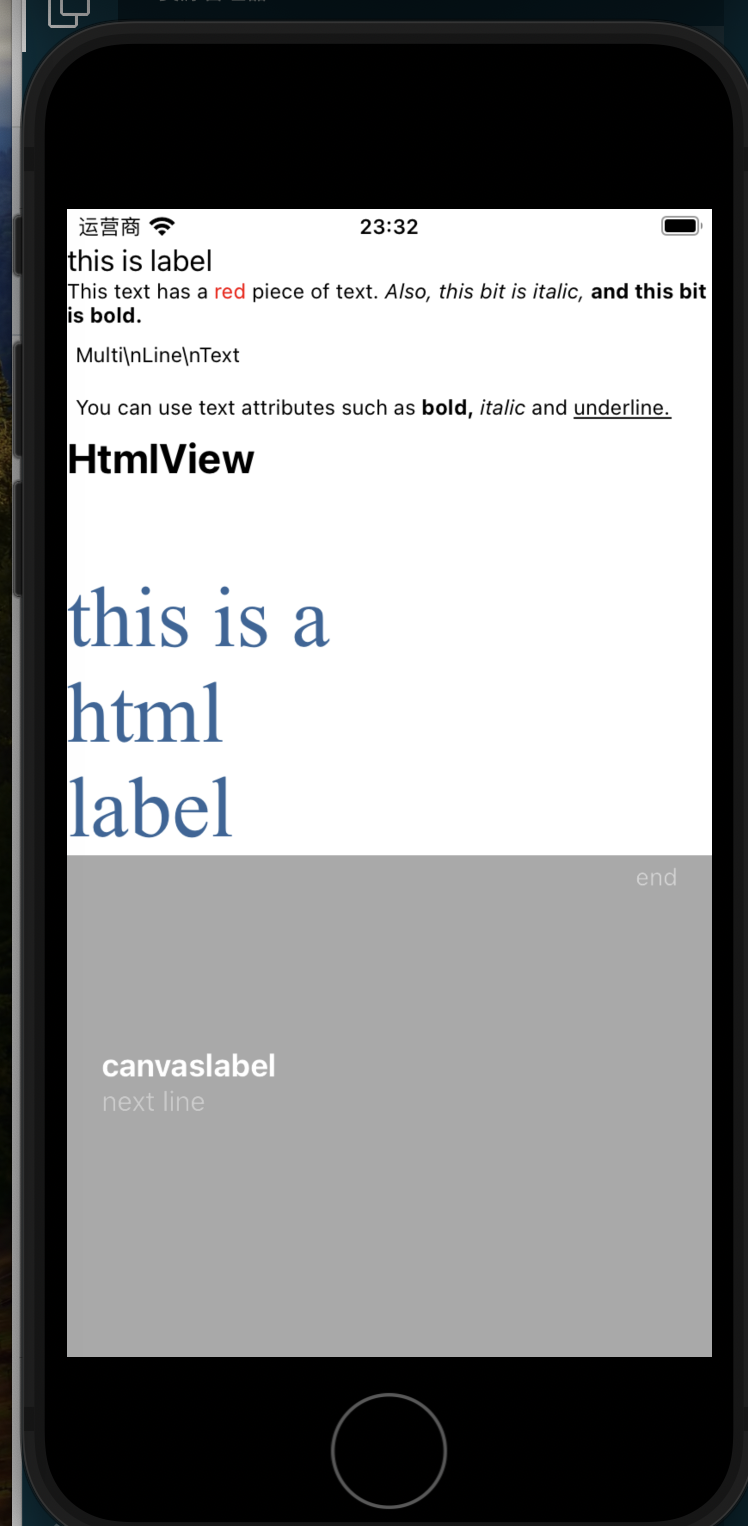 运营商 23:32
this is label
This text has a red piece of text. Also, this bit is italic, and this bit
is bold.
Multi\nLine\nText
You can use text attributes such as bold, italic and underline.
HtmlView
this is a
html
label
end
canvaslabel
next line